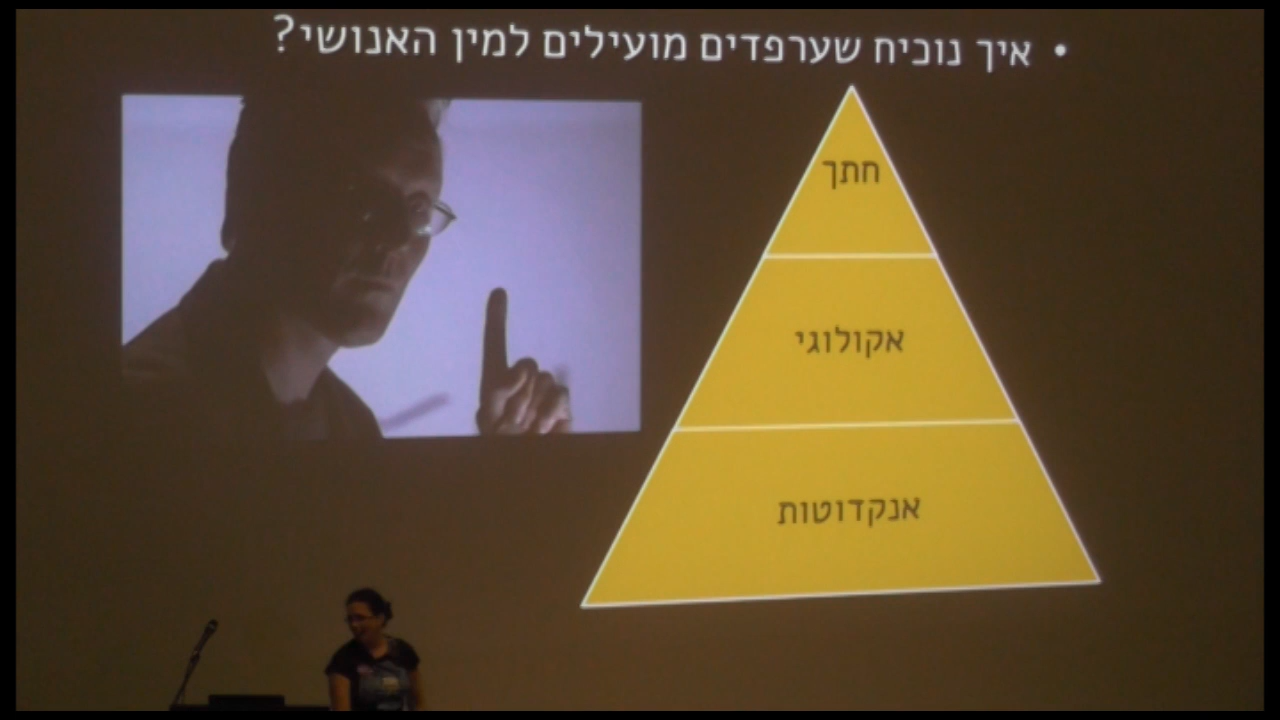 • איך נוכיח שערפדים מועילים למין האנושי?
חתך
אקולוגי
אנקדוטות